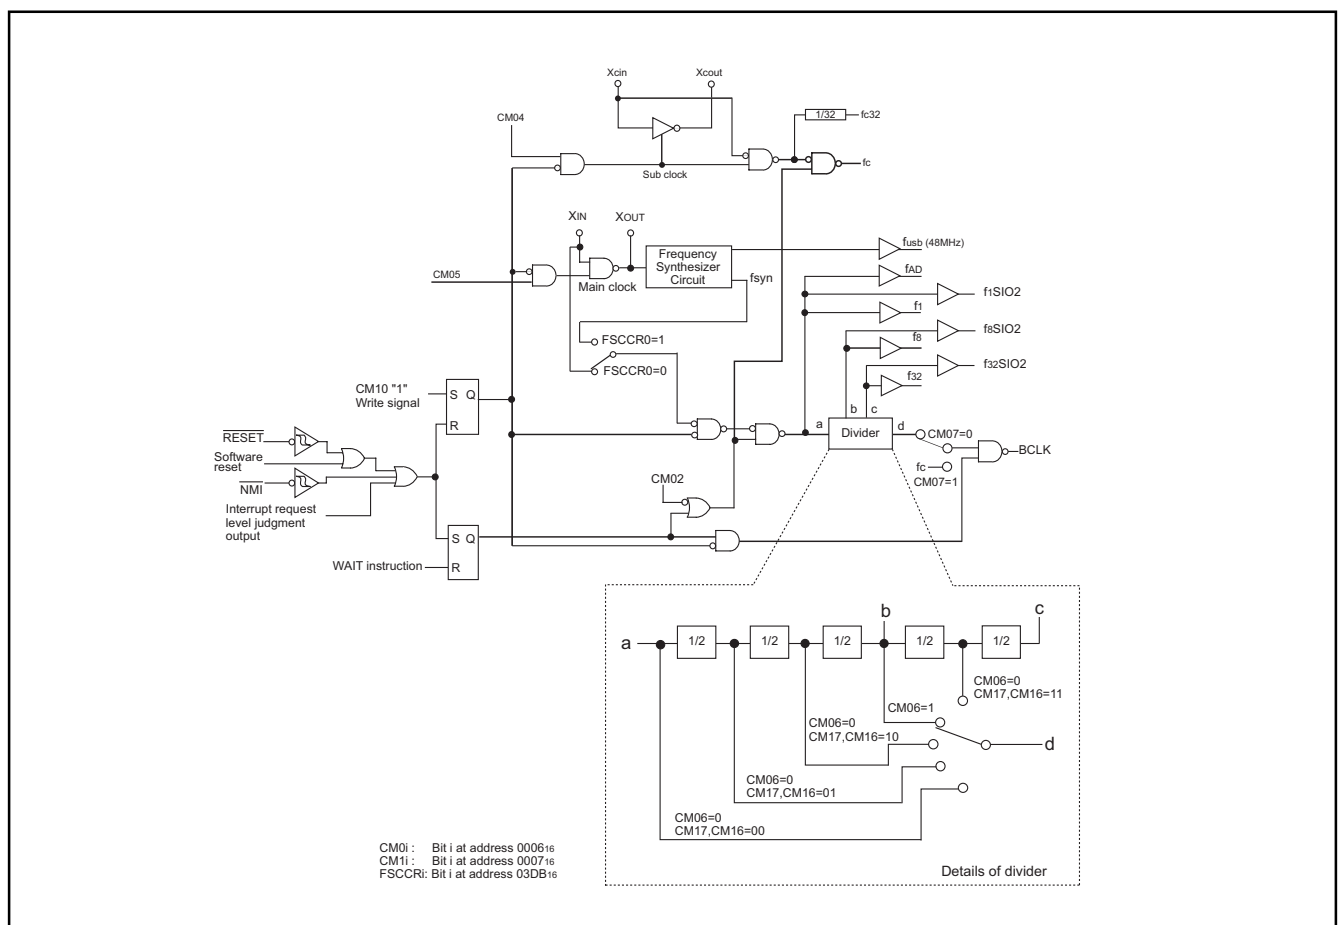 Xcin
Xcout
CM04
1/32
fc32
fc
Sub clock
XIN
XOUT
Frequency
Synthesizer
Circuit
fusb (48MHz)
CM05
Main clock
fsyn
fAD
f1SIO2
f1
FSCCR0=1
f8SIO2
f8
FSCCR0=0
f32SIO2
f32
CM10 "1"
Write signal
S Q
R
b c
a
Divider
d
CM07=0
RESET
Software
reset
BCLK
fc
CM07=1
NMI
CM02
Interrupt request
level judgment
output
S Q
R
WAIT instruction
b
c
a
1/2
1/2
1/2
1/2
1/2
CM06=0
CM17,CM16=11
CM06=1
CM06=0
CM17,CM16=10
d
CM06=0
CM17,CM16=01
CM06=0
CM17,CM16=00
CM0i : Bit i at address 000616
CM1i : Bit i at address 000716
FSCCRi: Bit i at address 03DB16
Details of divider